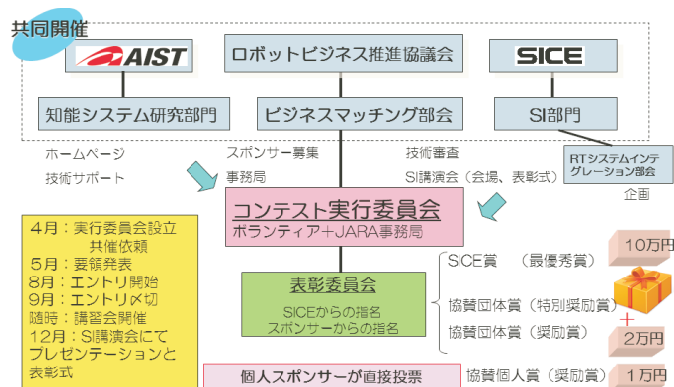 共同開催
AIST
ロボットビジネス推進協議会
SICE
知能システム研究部門
ビジネスマッチング部会
SI部門
ホームページ
技術サポート
スポンサー募集
事務局
技術審査
SI講演会(会場、表彰式)
RTシステムインテ
グレーション部会
企画
コンテスト実行委員会
ボランティア+JARA事務局
4月:実行委員会設立
共催依頼
5月:要領発表
8月:エントリ開始
9月:エントリ〆切
随時:講習会開催
12月:SI講演会にて
プレゼンテーションと
表彰式
表彰委員会
SICEからの指名
スポンサーからの指名
個人スポンサーが直接投票
SICE賞 (最優秀賞)
10万円
協賛団体賞(特別奨励賞)
+
協賛団体賞(奨励賞)
2万円
協賛個人賞(奨励賞)
1万円